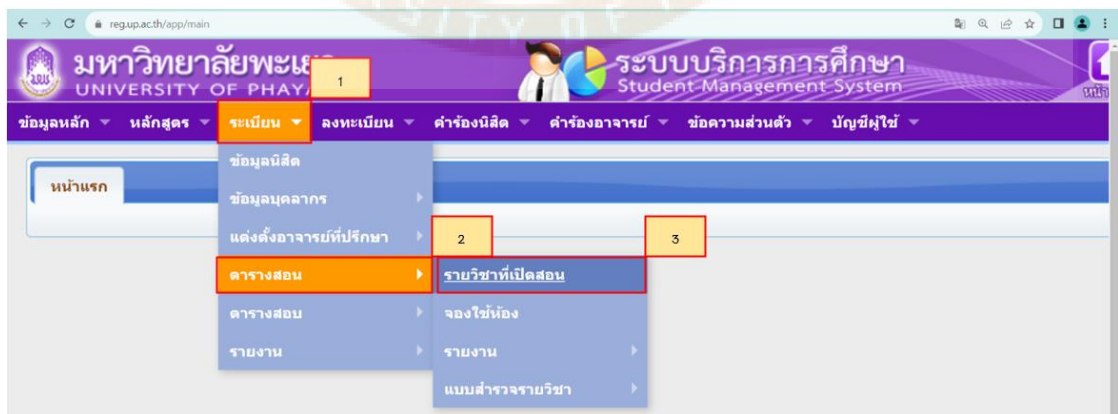 reg.up.ac.th/app/main
มหาวิทยาลัยพะเย
UNIVERSITY OF PHAYA
1
ระบบบริการการศึกษา
Student Management System
ข้อมูลหลัก หลักสูตร ระเบียน ลงทะเบียน คำร้องนิสิต คำร้องอาจารย์ ข้อความส่วนตัว บัญชีผู้ใช้
หน้าแรก
ข้อมูลนิสิต
ข้อมูลบุคลากร
แต่งตั้งอาจารย์ที่ปรึกษา
2
3
ตารางสอน
รายวิชาที่เปิดสอน
ตารางสอบ
จองใช้ห้อง
รายงาน
รายงาน
แบบสำรวจรายวิชา